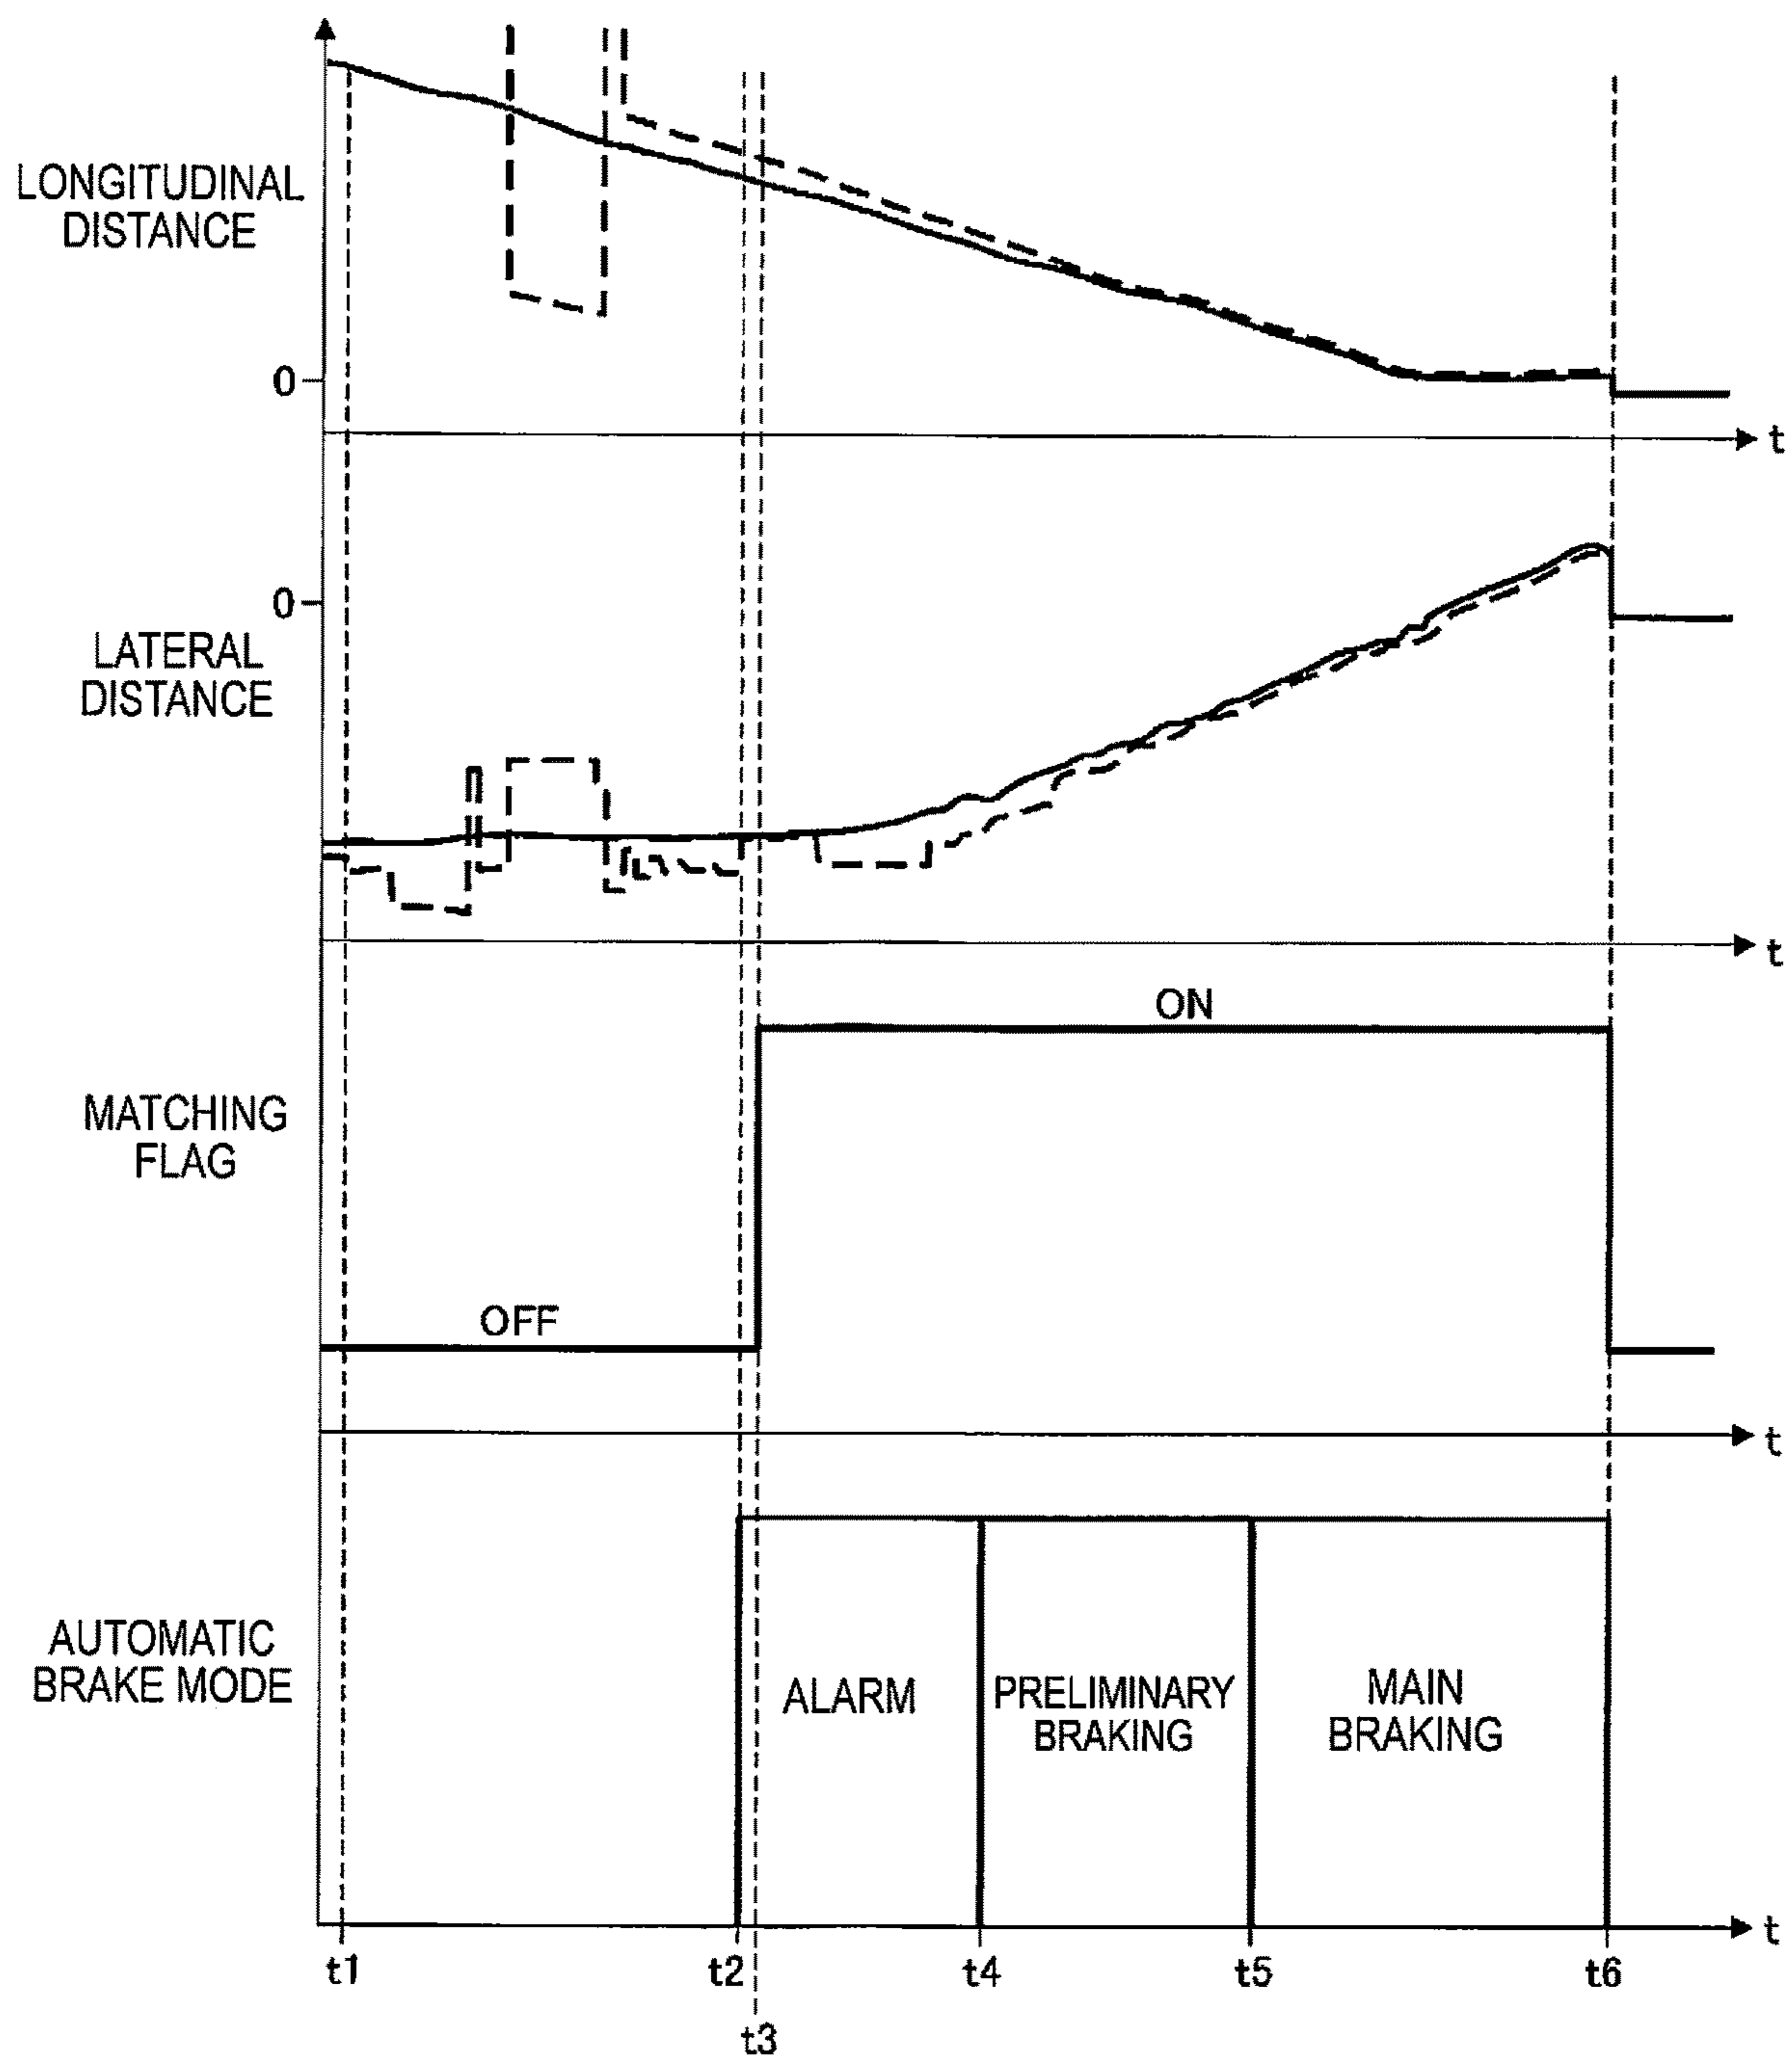 LONGITUDINAL
DISTANCE
0
t
0
LATERAL
DISTANCE
t
ON
MATCHING
FLAG
OFF
t
AUTOMATIC
BRAKE MODE
ALARM
PRELIMINARY
BRAKING
MAIN
BRAKING
t
t1
t2
t4
t5
t6
t3